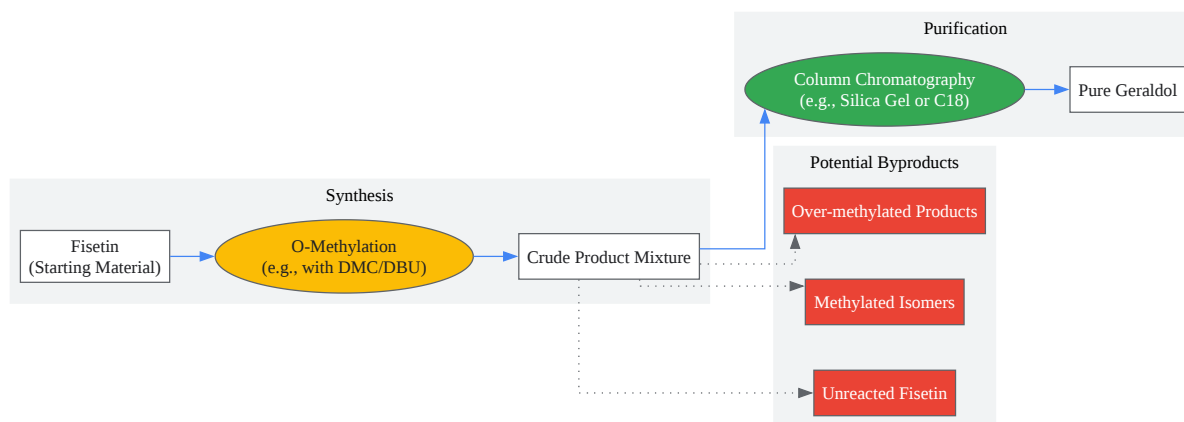 Purification
Column Chromatography
(e.g., Silica Gel or C18)
Pure Geraldol
Potential Byproducts
Over-methylated Products
Methylated Isomers
Unreacted Fisetin
Synthesis
Fisetin
(Starting Material)
O-Methylation
(e.g., with DMC/DBU)
Crude Product Mixture